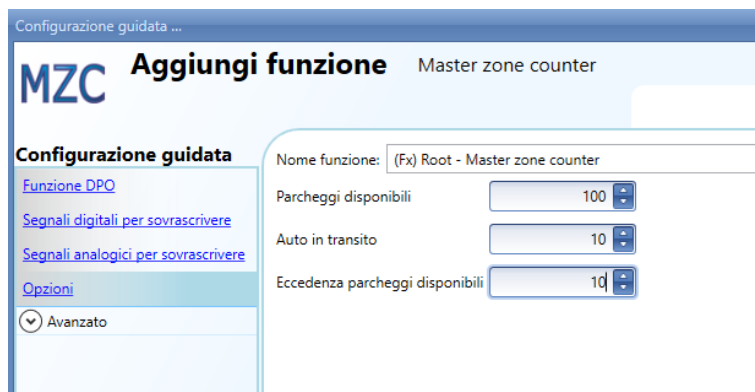 Configurazione guidata ...
MZC Aggiungi funzione Master zone counter
Configurazione guidata
Funzione DPO
Segnali digitali per sovrascrivere
Segnali analogici per sovrascrivere
Opzioni
Avanzato
Nome funzione: (Fx) Root - Master zone counter
Parcheggi disponibili 100
Auto in transito 10
Eccedenza parcheggi disponibili 10